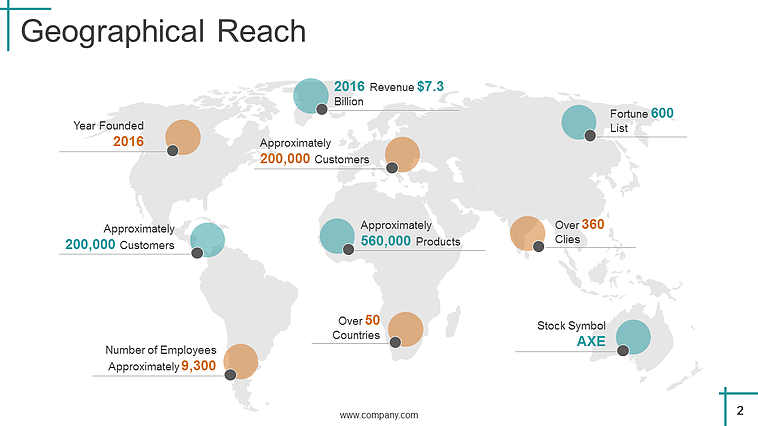 Geographical Reach
2016 Revenue $7.3
Billion
Fortune 600
List
Year Founded
2016
Approximately
200,000 Customers
Approximately
200,000 Customers
Approximately
560,000 Products
Over 360
Clies
Over 50
Countries
Stock Symbol
AXE
Number of Employees
Approximately 9,300
www.company.com
2